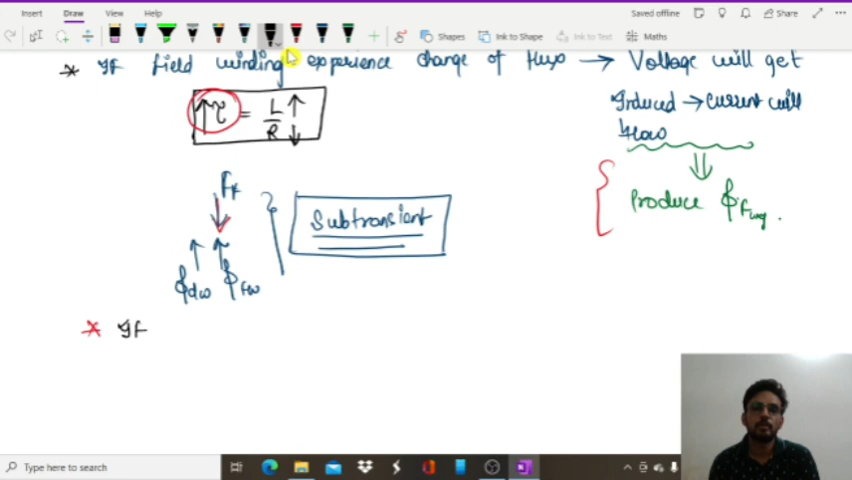 Insert Draw View Help Saved offline Share
Shapes Ink to Shape Ink to Text Maths
* If Field winding experience change of flux → Voltage will get
Induced → current will
flow
↑τ = L/R ↑ ↓
Produce ϕFwg.
FF
Subtransient
ϕdw ϕFw
* If
Type here to search